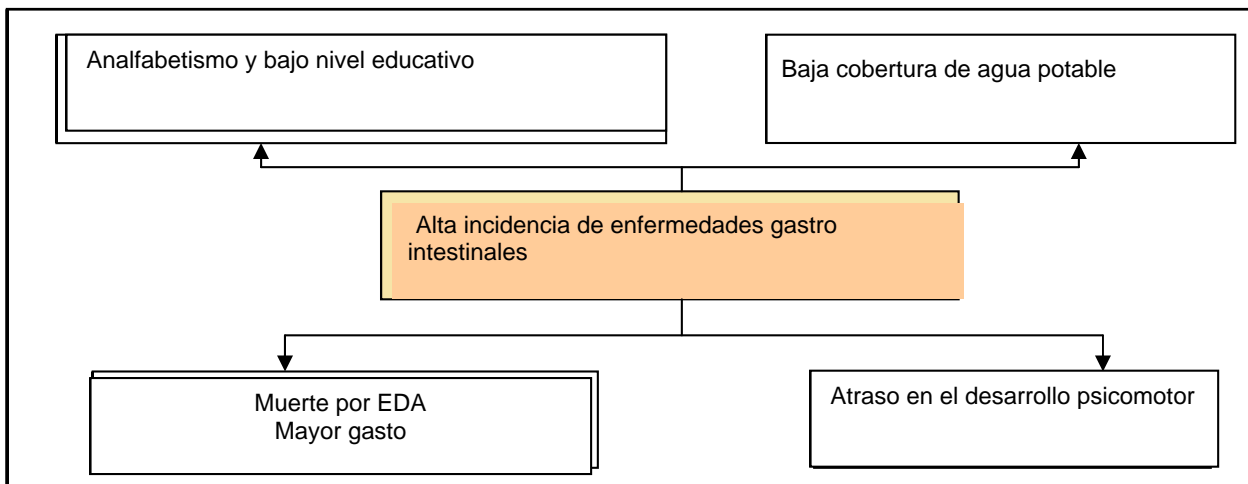 Analfabetismo y bajo nivel educativo
Baja cobertura de agua potable
Alta incidencia de enfermedades gastro
intestinales
Muerte por EDA
Mayor gasto
Atraso en el desarrollo psicomotor